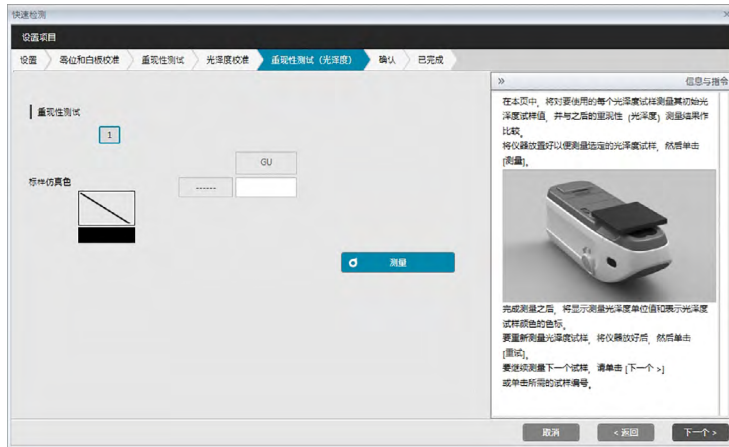 快速检测
设置项目
设置 零位和白板校准 重现性测试 光泽度校准 重现性测试（光泽度） 确认 已完成
» 信息与指令
重现性测试
1
GU
标样仿真色
------
测量
在本页中，将对要使用的每个光泽度试样测量其初始光
泽度试样值，并与之后的重现性（光泽度）测量结果作
比较。
将仪器放置好以便测量选定的光泽度试样，然后单击
[测量]。
完成测量之后，将显示测量光泽度单位值和表示光泽度
试样颜色的色标。
要重新测量光泽度试样，将仪器放好后，然后单击
[重试]。
要继续测量下一个试样，请单击 [下一个 >]
或单击所需的试样编号。
取消 < 返回 下一个 >